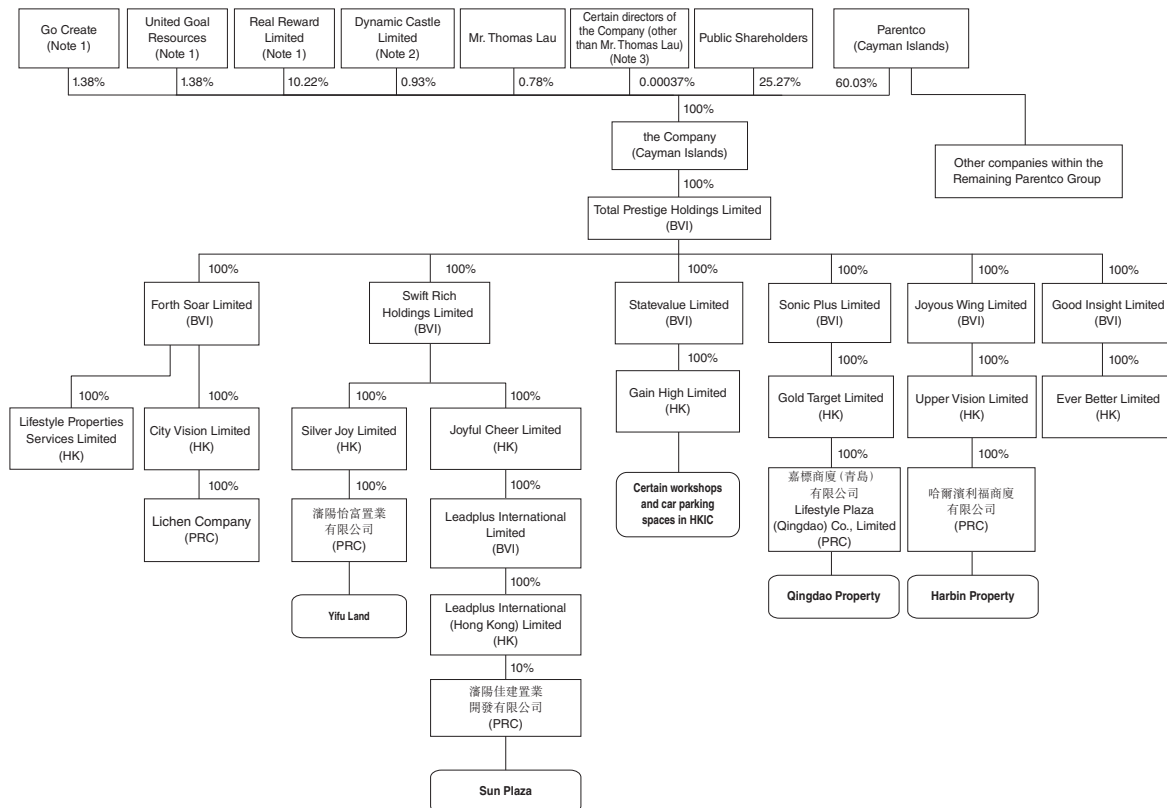 Go Create
(Note 1)
United Goal
Resources
(Note 1)
Real Reward
Limited
(Note 1)
Dynamic Castle
Limited
(Note 2)
Mr. Thomas Lau
Certain directors of
the Company (other
than Mr. Thomas Lau)
(Note 3)
Public Shareholders
Parentco
(Cayman Islands)
1.38%
1.38%
10.22%
0.93%
0.78%
0.00037%
25.27%
60.03%
100%
the Company
(Cayman Islands)
Other companies within the
Remaining Parentco Group
100%
Total Prestige Holdings Limited
(BVI)
100%
100%
100%
100%
100%
100%
Forth Soar Limited
(BVI)
Swift Rich
Holdings Limited
(BVI)
Statevalue Limited
(BVI)
Sonic Plus Limited
(BVI)
Joyous Wing Limited
(BVI)
Good Insight Limited
(BVI)
100%
100%
100%
100%
100%
100%
100%
100%
Lifestyle Properties
Services Limited
(HK)
City Vision Limited
(HK)
Silver Joy Limited
(HK)
Joyful Cheer Limited
(HK)
Gain High Limited
(HK)
Gold Target Limited
(HK)
Upper Vision Limited
(HK)
Ever Better Limited
(HK)
100%
100%
100%
100%
100%
Lichen Company
(PRC)
瀋陽怡富置業
有限公司
(PRC)
Leadplus International
Limited
(BVI)
Certain workshops
and car parking
spaces in HKIC
嘉標商廈(青島)
有限公司
Lifestyle Plaza
(Qingdao) Co., Limited
(PRC)
哈爾濱利福商廈
有限公司
(PRC)
Yifu Land
100%
Qingdao Property
Harbin Property
Leadplus International
(Hong Kong) Limited
(HK)
10%
瀋陽佳建置業
開發有限公司
(PRC)
Sun Plaza